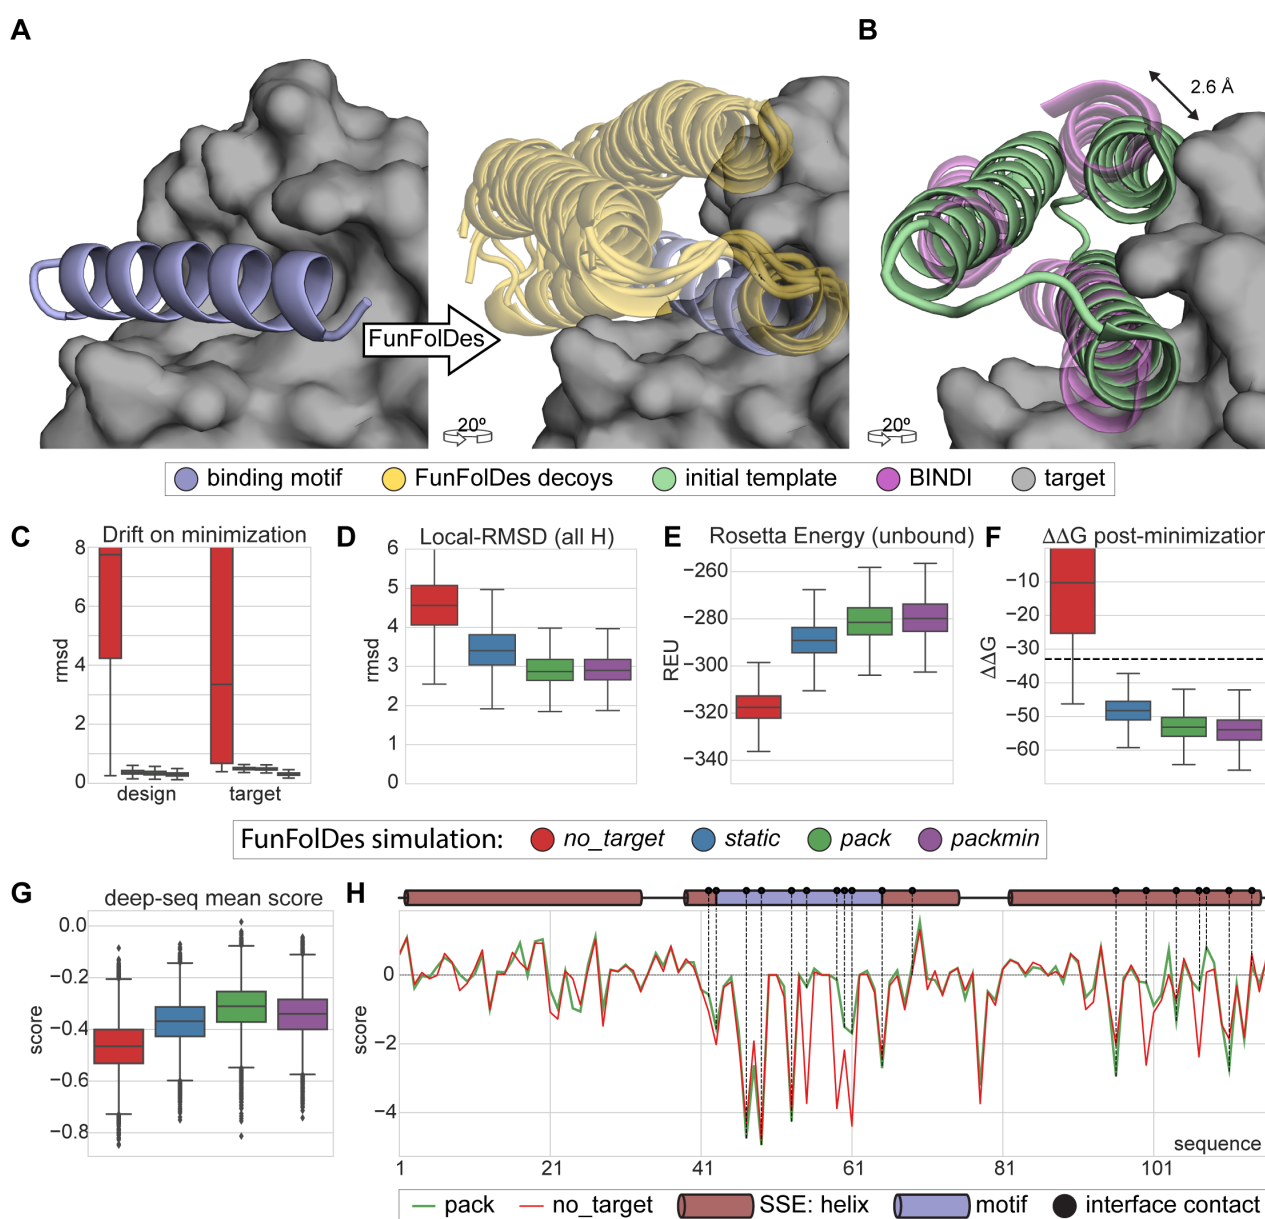 A
B
2.6 Å
FunFolDes
20º
20º
binding motif
FunFolDes decoys
initial template
BINDI
target
C
Drift on minimization
8
6
4
2
0
rmsd
design
target
D
Local-RMSD (all H)
6
5
4
3
2
1
0
rmsd
E
Rosetta Energy (unbound)
−260
−280
−300
−320
−340
REU
F
ΔΔG post-minimization
−10
−20
−30
−40
−50
−60
ΔΔG
FunFolDes simulation:
no_target
static
pack
packmin
G
deep-seq mean score
0.0
−0.2
−0.4
−0.6
−0.8
score
H
0
−2
−4
score
sequence
1
21
41
61
81
101
pack
no_target
SSE: helix
motif
interface contact